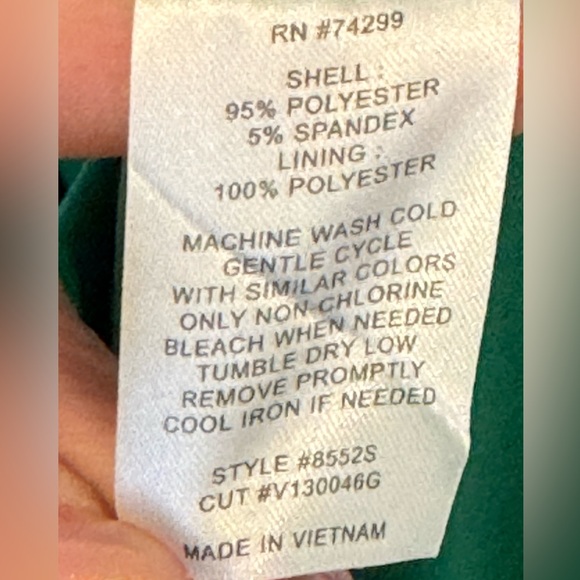 RN #74299
SHELL :
95% POLYESTER
5% SPANDEX
LINING :
100% POLYESTER
MACHINE WASH COLD
GENTLE CYCLE
WITH SIMILAR COLORS
ONLY NON-CHLORINE
BLEACH WHEN NEEDED
TUMBLE DRY LOW
REMOVE PROMPTLY
COOL IRON IF NEEDED
STYLE #8552S
CUT #V130046G
MADE IN VIETNAM